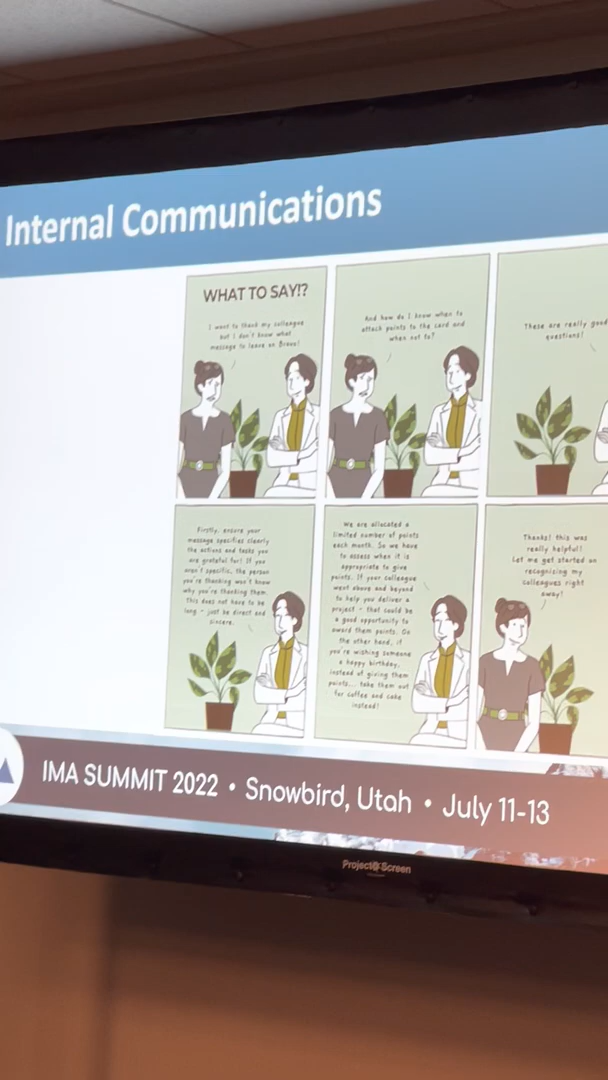 Internal Communications
WHAT TO SAY!?
I want to thank my colleague
but I don't know what
message to leave on Bravo!
And how do I know when to
attach points to the card and
when not to?
These are really good
questions!
Firstly, ensure your
message specifies clearly
the actions and tasks you
are grateful for! If you
aren't specific, the person
you're thanking won't know
why you're thanking them.
This does not have to be
long - just be direct and
sincere.
We are allocated a
limited number of points
each month. So we have
to assess when it is
appropriate to give
points. If your colleague
went above and beyond
to help you deliver a
project - that could be
a good opportunity to
award them points. On
the other hand, if
you're wishing someone
a happy birthday,
instead of giving them
points... take them out
for coffee and cake
instead!
Thanks! this was
really helpful!
Let me get started on
recognizing my
colleagues right
away!
IMA SUMMIT 2022 • Snowbird, Utah • July 11-13
Project Screen